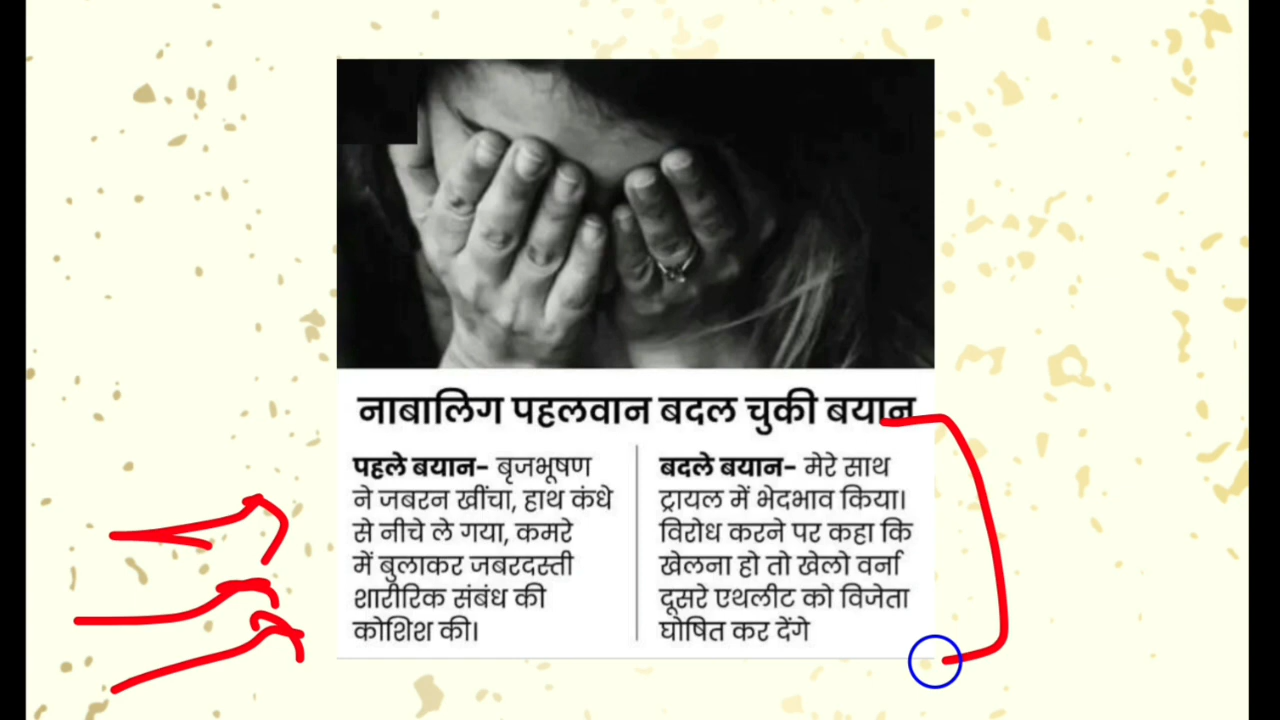 नाबालिग पहलवान बदल चुकी बयान
पहले बयान- बृजभूषण
ने जबरन खींचा, हाथ कंधे
से नीचे ले गया, कमरे
में बुलाकर जबरदस्ती
शारीरिक संबंध की
कोशिश की।
बदले बयान- मेरे साथ
ट्रायल में भेदभाव किया।
विरोध करने पर कहा कि
खेलना हो तो खेलो वर्ना
दूसरे एथलीट को विजेता
घोषित कर देंगे